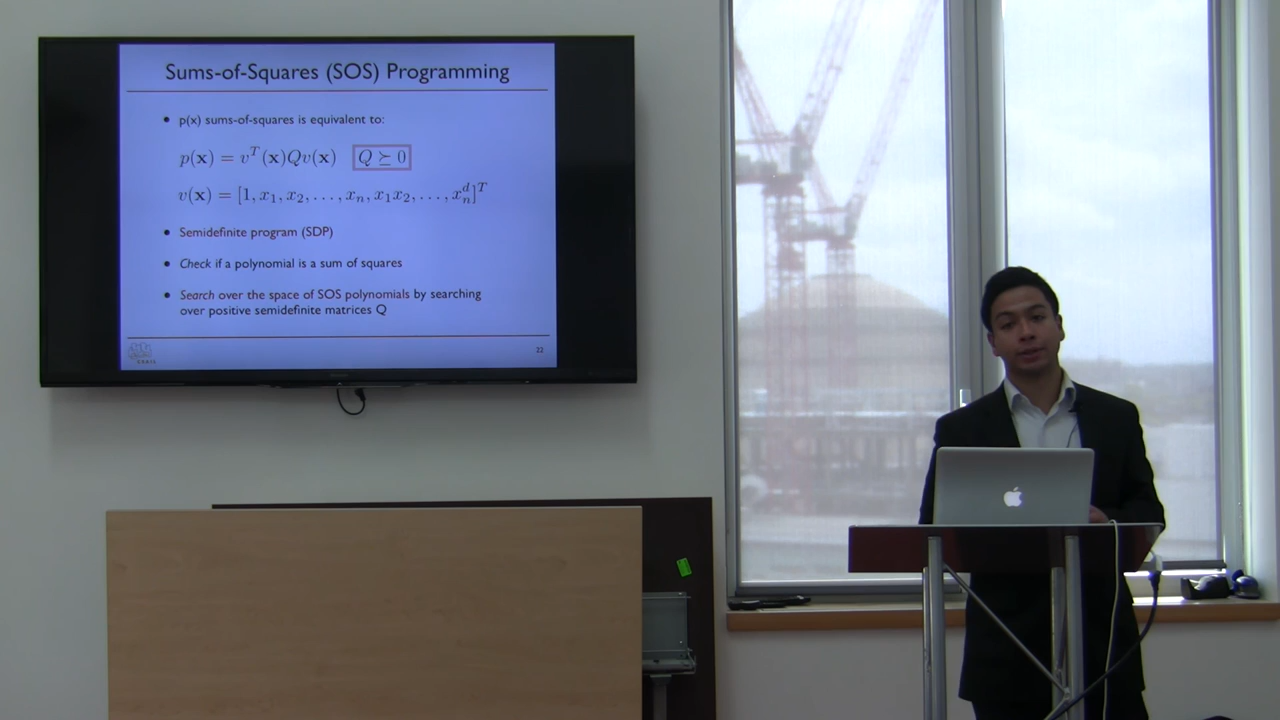 Sums-of-Squares (SOS) Programming
• p(x) sums-of-squares is equivalent to:
p(x) = v^T(x)Qv(x) Q ⪰ 0
v(x) = [1, x_1, x_2, . . . , x_n, x_1x_2, . . . , x_n^d]^T
• Semidefinite program (SDP)
• Check if a polynomial is a sum of squares
• Search over the space of SOS polynomials by searching
over positive semidefinite matrices Q
22